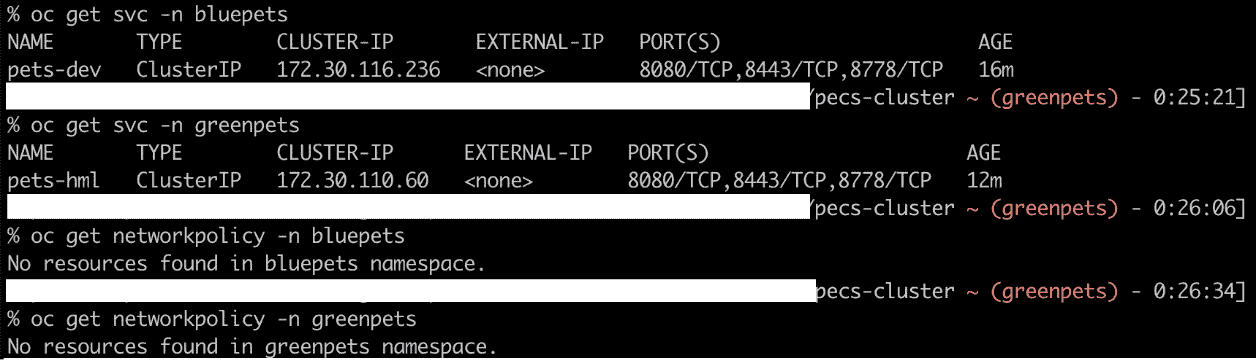 % oc get svc -n bluepets
NAME TYPE CLUSTER-IP EXTERNAL-IP PORT(S) AGE
pets-dev ClusterIP 172.30.116.236 <none> 8080/TCP,8443/TCP,8778/TCP 16m
/pecs-cluster ~ (greenpets) - 0:25:21]
% oc get svc -n greenpets
NAME TYPE CLUSTER-IP EXTERNAL-IP PORT(S) AGE
pets-hml ClusterIP 172.30.110.60 <none> 8080/TCP,8443/TCP,8778/TCP 12m
/pecs-cluster ~ (greenpets) - 0:26:06]
% oc get networkpolicy -n bluepets
No resources found in bluepets namespace.
pecs-cluster ~ (greenpets) - 0:26:34]
% oc get networkpolicy -n greenpets
No resources found in greenpets namespace.